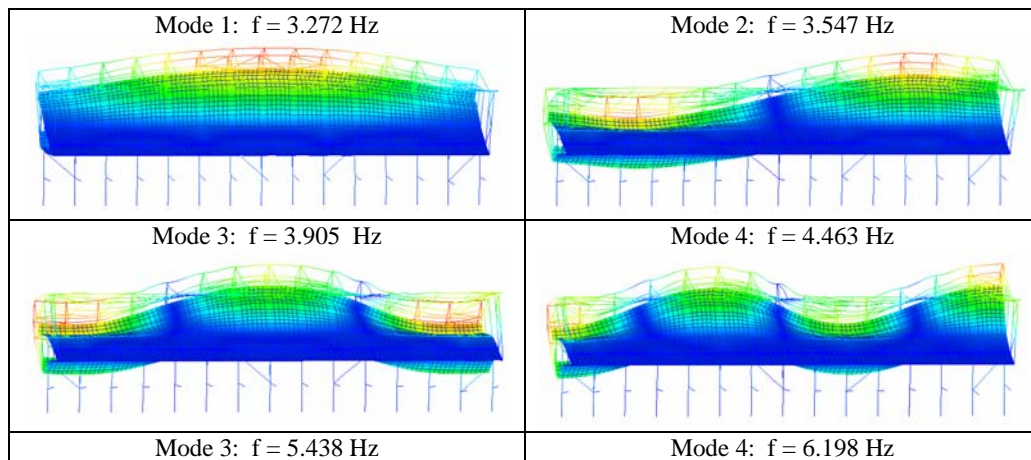 Mode 1: f = 3.272 Hz
Mode 2: f = 3.547 Hz
Mode 3: f = 3.905 Hz
Mode 4: f = 4.463 Hz
Mode 3: f = 5.438 Hz
Mode 4: f = 6.198 Hz